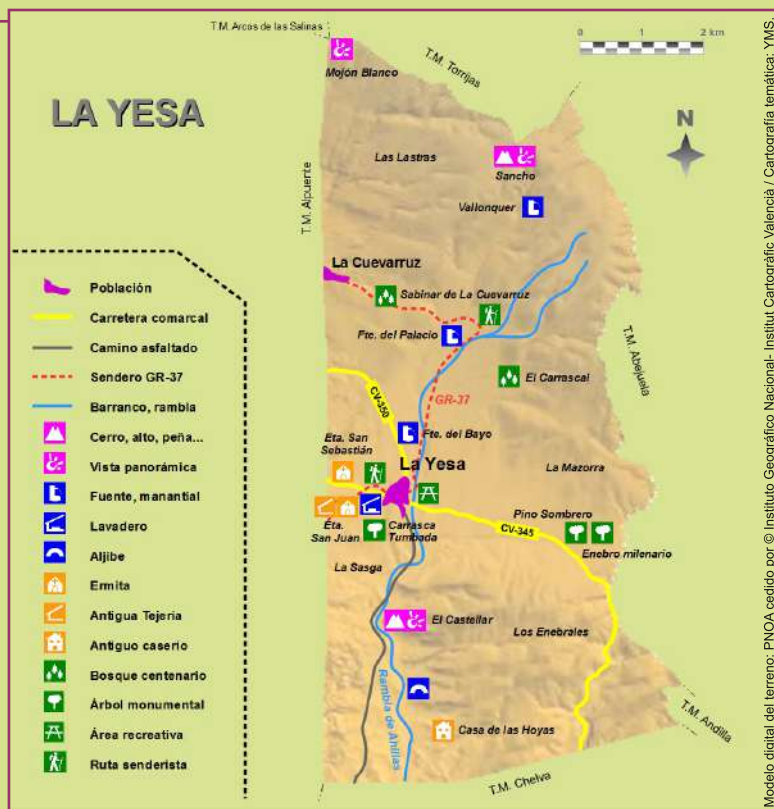 T.M. Arcos de las Salinas
Mojón Blanco
T.M. Torrijas
0 1 2 km
LA YESA
N
Las Lastras
Sancho
T.M. Alpuente
Vallonquer
La Cuevarruz
Sabinar de La Cuevarruz
Fte. del Palacio
T.M. Abejuela
El Carrascal
GR-37
CV-350
Fte. del Bayo
Eta. San
Sebastián
La Yesa
La Mazorra
Pino Sombrero
Éta.
San Juan
Carrasca
Tumbada
CV-345
Enebro milenario
La Sasga
El Castellar
Los Enebrales
Rambla de Ahillas
T.M. Andilla
Casa de las Hoyas
T.M. Chelva
Población
Carretera comarcal
Camino asfaltado
Sendero GR-37
Barranco, rambla
Cerro, alto, peña...
Vista panorámica
Fuente, manantial
Lavadero
Aljibe
Ermita
Antigua Tejería
Antiguo caserío
Bosque centenario
Árbol monumental
Área recreativa
Ruta senderista
Modelo digital del terreno: PNOA cedido por © Instituto Geográfico Nacional- Institut Cartogràfic Valencià / Cartografía temática: YMS.